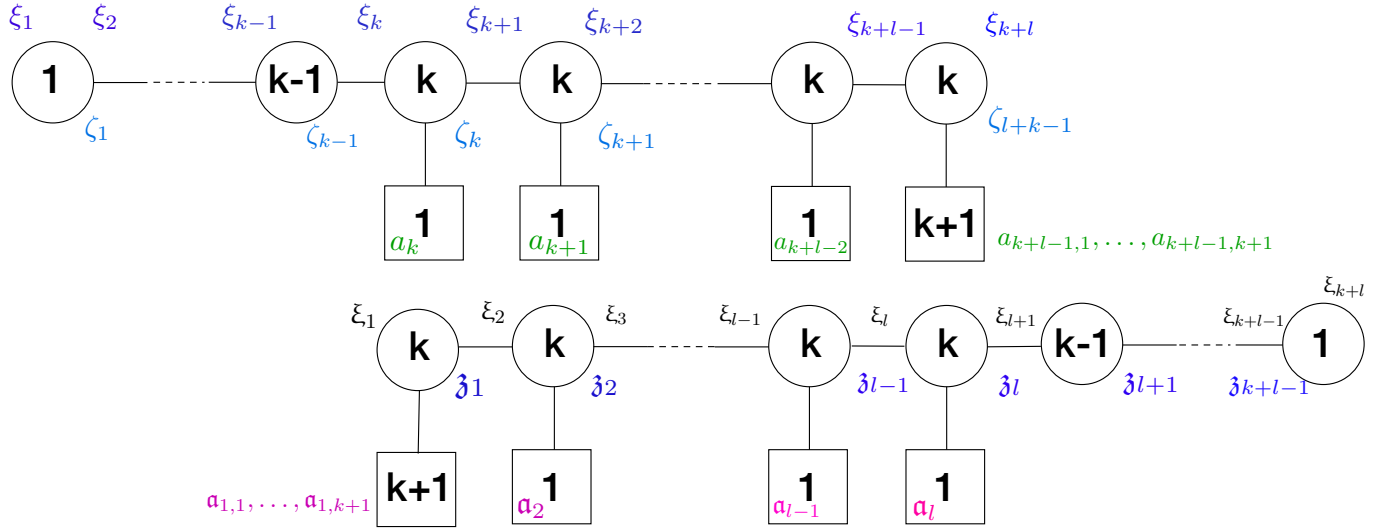 ξ₁ ξ₂ ξₖ₋₁ ξₖ ξₖ₊₁ ξₖ₊₂ ξₖ₊ₗ₋₁ ξₖ₊ₗ
1 k-1 k k k k
ζ₁ ζₖ₋₁ ζₖ ζₖ₊₁ ζₗ₊ₖ₋₁
1 1 1 k+1
aₖ aₖ₊₁ aₖ₊ₗ₋₂ aₖ₊ₗ₋₁,₁, . . . , aₖ₊ₗ₋₁,ₖ₊₁
ξ₁ ξ₂ ξ₃ ξₗ₋₁ ξₗ ξₗ₊₁ ξₖ₊ₗ₋₁ ξₖ₊ₗ
k k k k k-1 1
𝔷1 𝔷2 𝔷l−1 𝔷l 𝔷l+1 𝔷k+l−1
k+1 1 1 1
𝔞₁,₁, . . . , 𝔞₁,ₖ₊₁ 𝔞₂ 𝔞ₗ₋₁ 𝔞ₗ